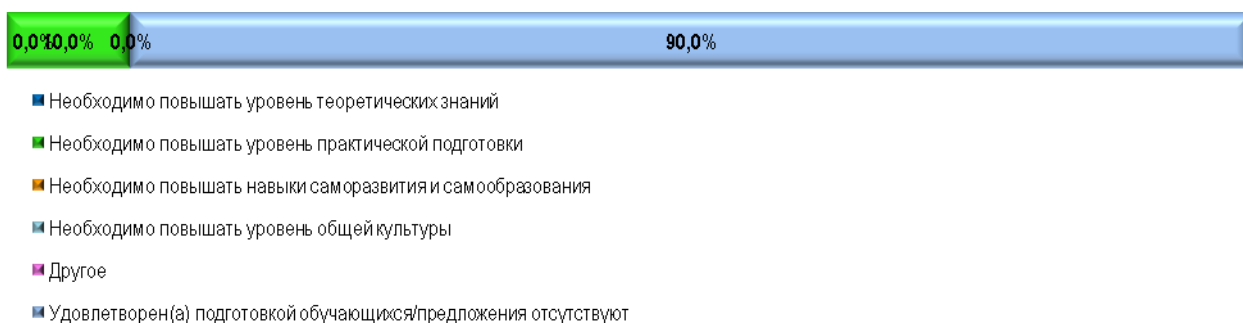 0,0% 10,0% 0,0% 90,0%
Необходимо повышать уровень теоретических знаний
Необходимо повышать уровень практической подготовки
Необходимо повышать навыки саморазвития и самообразования
Необходимо повышать уровень общей культуры
Другое
Удовлетворен(а) подготовкой обучающихся/предложения отсутствуют